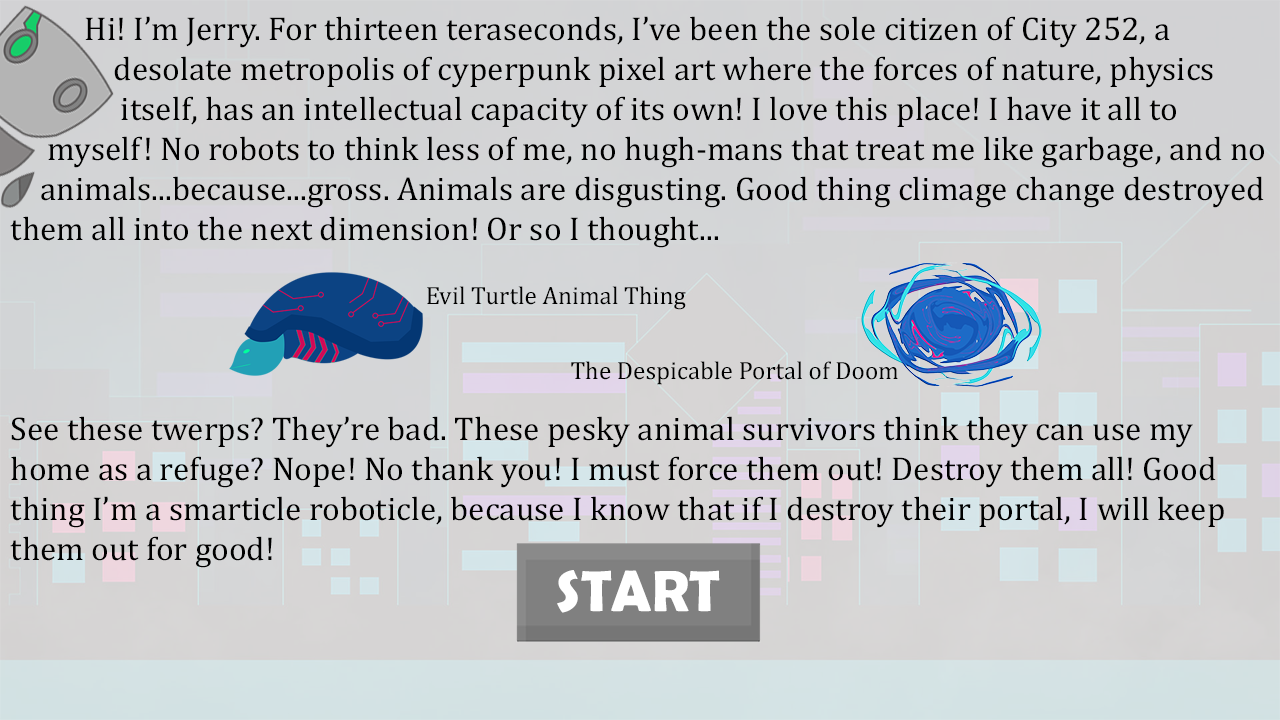 Hi! I’m Jerry. For thirteen teraseconds, I’ve been the sole citizen of City 252, a
desolate metropolis of cyperpunk pixel art where the forces of nature, physics
itself, has an intellectual capacity of its own! I love this place! I have it all to
myself! No robots to think less of me, no hugh-mans that treat me like garbage, and no
animals...because...gross. Animals are disgusting. Good thing climage change destroyed
them all into the next dimension! Or so I thought...
Evil Turtle Animal Thing
The Despicable Portal of Doom
See these twerps? They’re bad. These pesky animal survivors think they can use my
home as a refuge? Nope! No thank you! I must force them out! Destroy them all! Good
thing I’m a smarticle roboticle, because I know that if I destroy their portal, I will keep
them out for good!
START